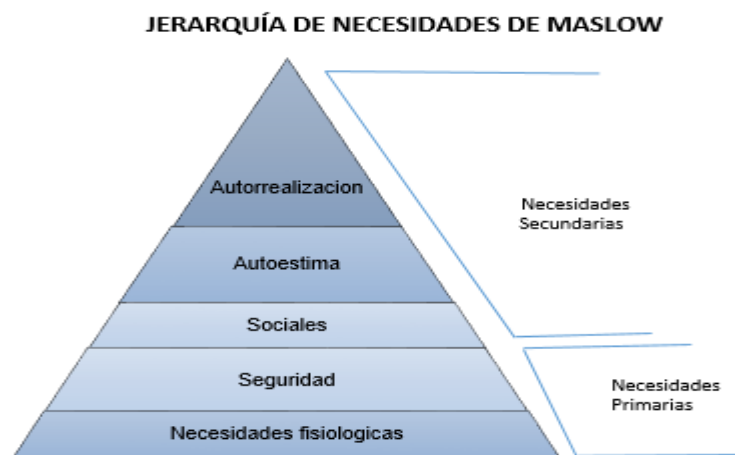 JERARQUÍA DE NECESIDADES DE MASLOW
Autorrealizacion
Autoestima
Sociales
Seguridad
Necesidades fisiologicas
Necesidades
Secundarias
Necesidades
Primarias